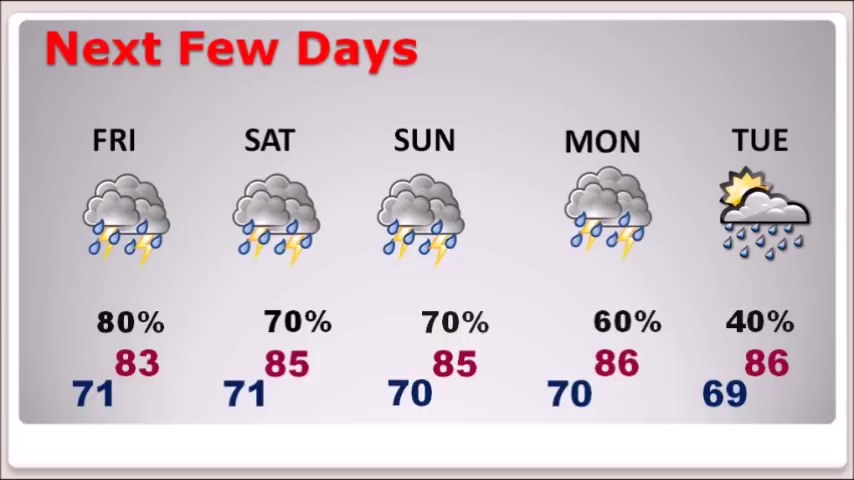 Next Few Days
FRI SAT SUN MON TUE
80% 70% 70% 60% 40%
83 85 85 86 86
71 71 70 70 69